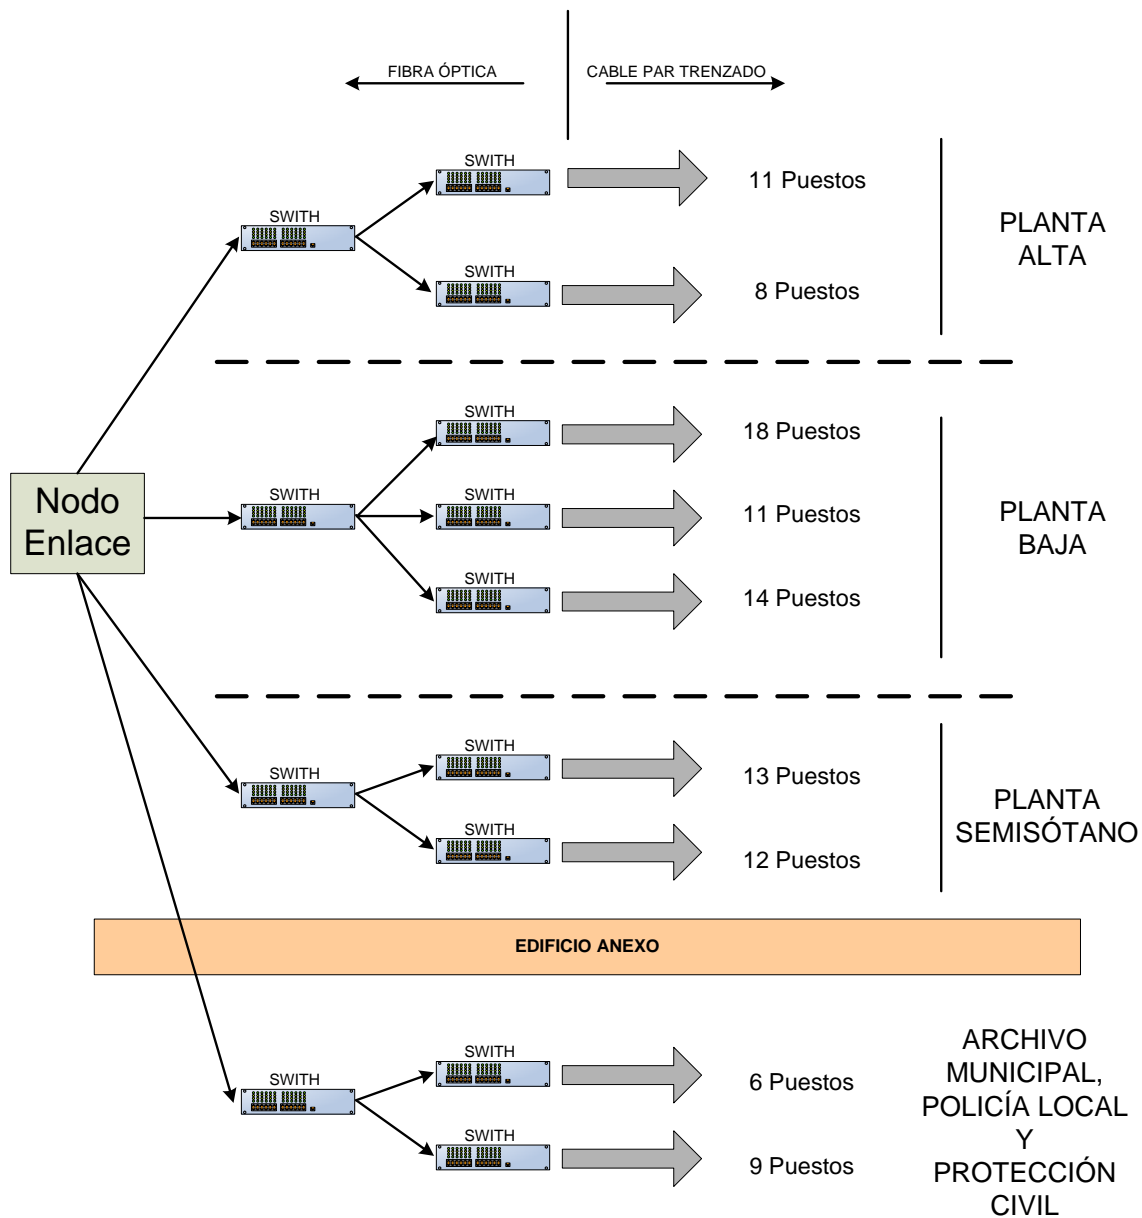 FIBRA ÓPTICA
CABLE PAR TRENZADO
SWITH
SWITH
11 Puestos
SWITH
8 Puestos
PLANTA
ALTA
Nodo
Enlace
SWITH
SWITH
18 Puestos
SWITH
11 Puestos
SWITH
14 Puestos
PLANTA
BAJA
SWITH
SWITH
13 Puestos
SWITH
12 Puestos
PLANTA
SEMISÓTANO
EDIFICIO ANEXO
SWITH
SWITH
6 Puestos
SWITH
9 Puestos
ARCHIVO
MUNICIPAL,
POLICÍA LOCAL
Y
PROTECCIÓN
CIVIL